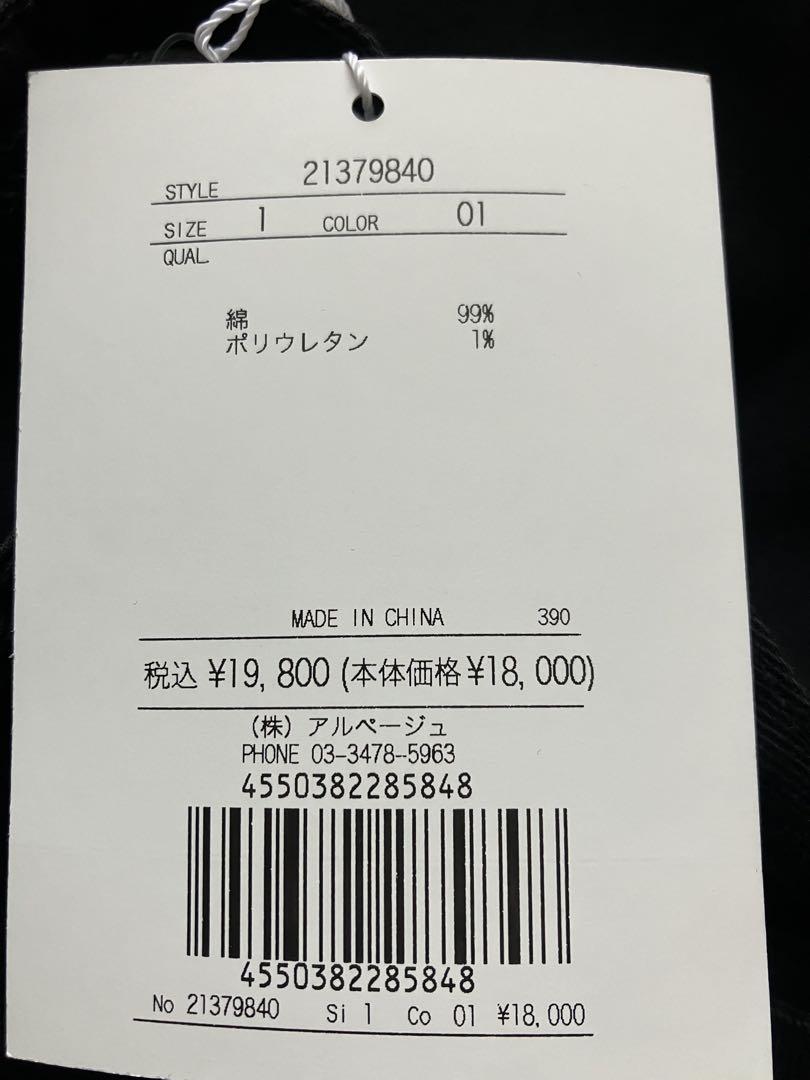 STYLE 21379840
SIZE 1 COLOR 01
QUAL.
綿 99%
ポリウレタン 1%
MADE IN CHINA 390
税込 ¥19,800 (本体価格¥18,000)
(株) アルページュ
PHONE 03-3478-5963
4550382285848
4550382285848
No 21379840 Si 1 Co 01 ¥18,000